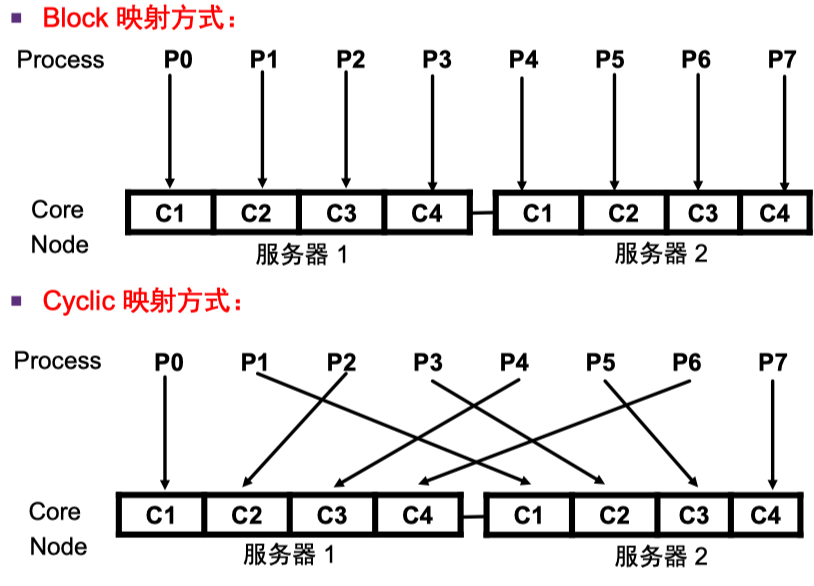 Block 映射方式：
Process P0 P1 P2 P3 P4 P5 P6 P7
Core C1 C2 C3 C4 C1 C2 C3 C4
Node 服务器 1 服务器 2
Cyclic 映射方式：
Process P0 P1 P2 P3 P4 P5 P6 P7
Core C1 C2 C3 C4 C1 C2 C3 C4
Node 服务器 1 服务器 2